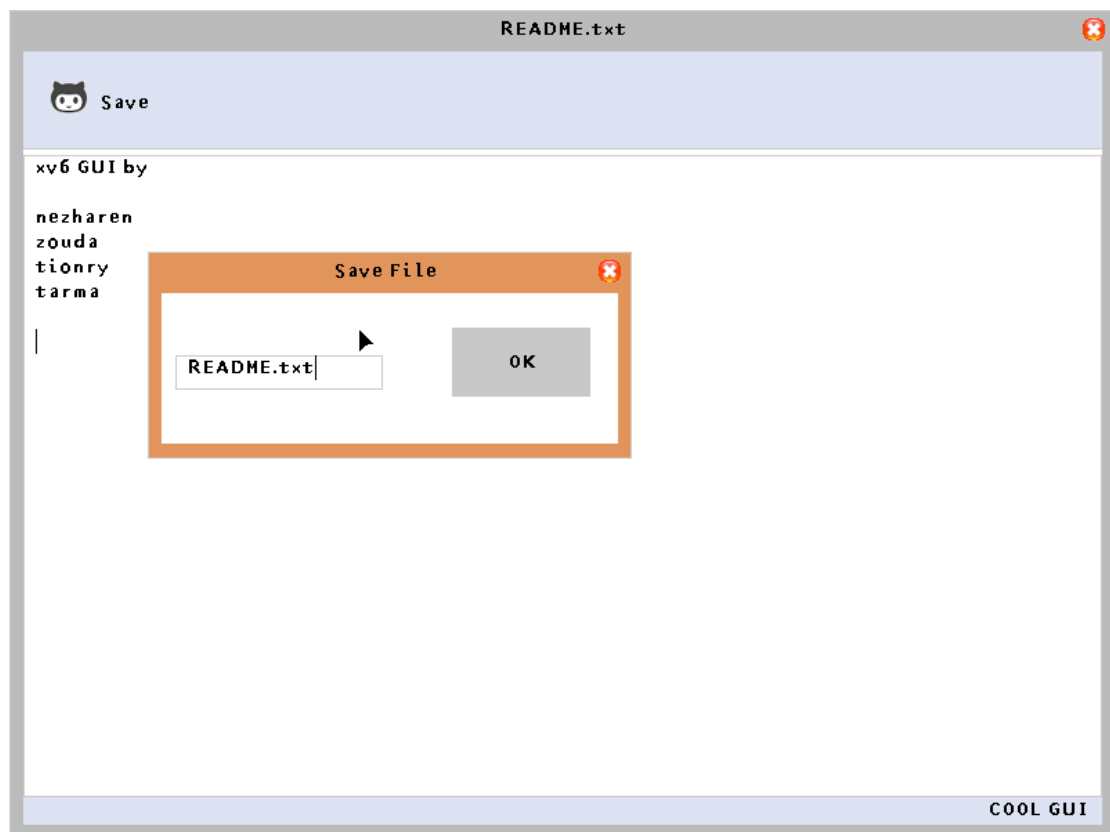 README.txt
Save
xv6 GUI by
nezharen
zouda
tionry
tarma
Save File
README.txt
OK
COOL GUI